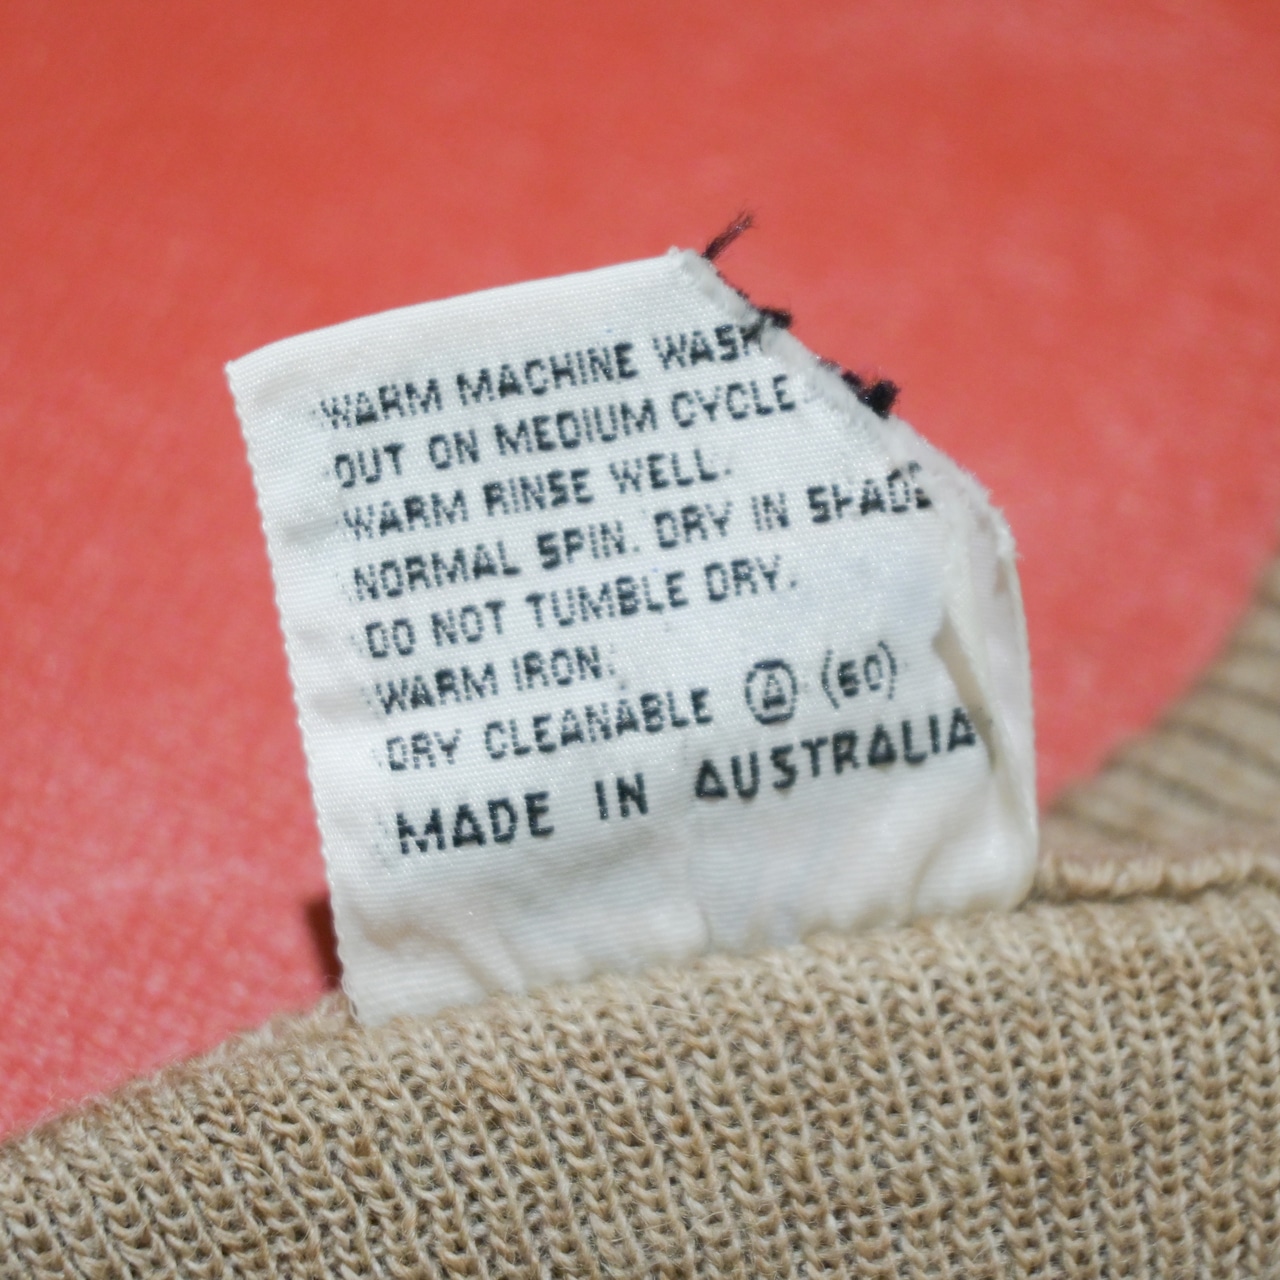 WARM MACHINE WASH
OUT ON MEDIUM CYCLE
WARM RINSE WELL.
NORMAL SPIN. DRY IN SHADE
DO NOT TUMBLE DRY.
WARM IRON.
DRY CLEANABLE Ⓐ (60)
MADE IN AUSTRALIA